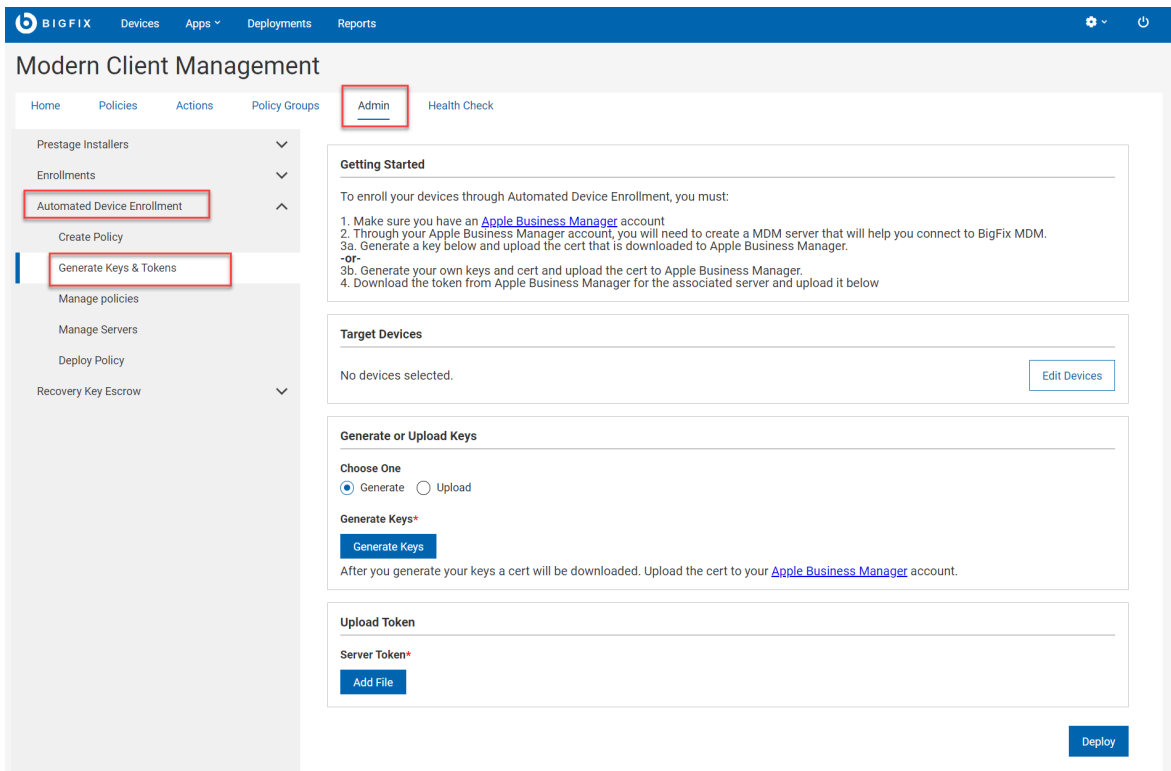 BIGFIX Devices Apps Deployments Reports
Modern Client Management
Home Policies Actions Policy Groups Admin Health Check
Prestage Installers
Enrollments
Automated Device Enrollment
Create Policy
Generate Keys & Tokens
Manage policies
Manage Servers
Deploy Policy
Recovery Key Escrow
Getting Started
To enroll your devices through Automated Device Enrollment, you must:
1. Make sure you have an Apple Business Manager account
2. Through your Apple Business Manager account, you will need to create a MDM server that will help you connect to BigFix MDM.
3a. Generate a key below and upload the cert that is downloaded to Apple Business Manager.
-or-
3b. Generate your own keys and cert and upload the cert to Apple Business Manager.
4. Download the token from Apple Business Manager for the associated server and upload it below
Target Devices
No devices selected. Edit Devices
Generate or Upload Keys
Choose One
Generate Upload
Generate Keys*
Generate Keys
After you generate your keys a cert will be downloaded. Upload the cert to your Apple Business Manager account.
Upload Token
Server Token*
Add File
Deploy